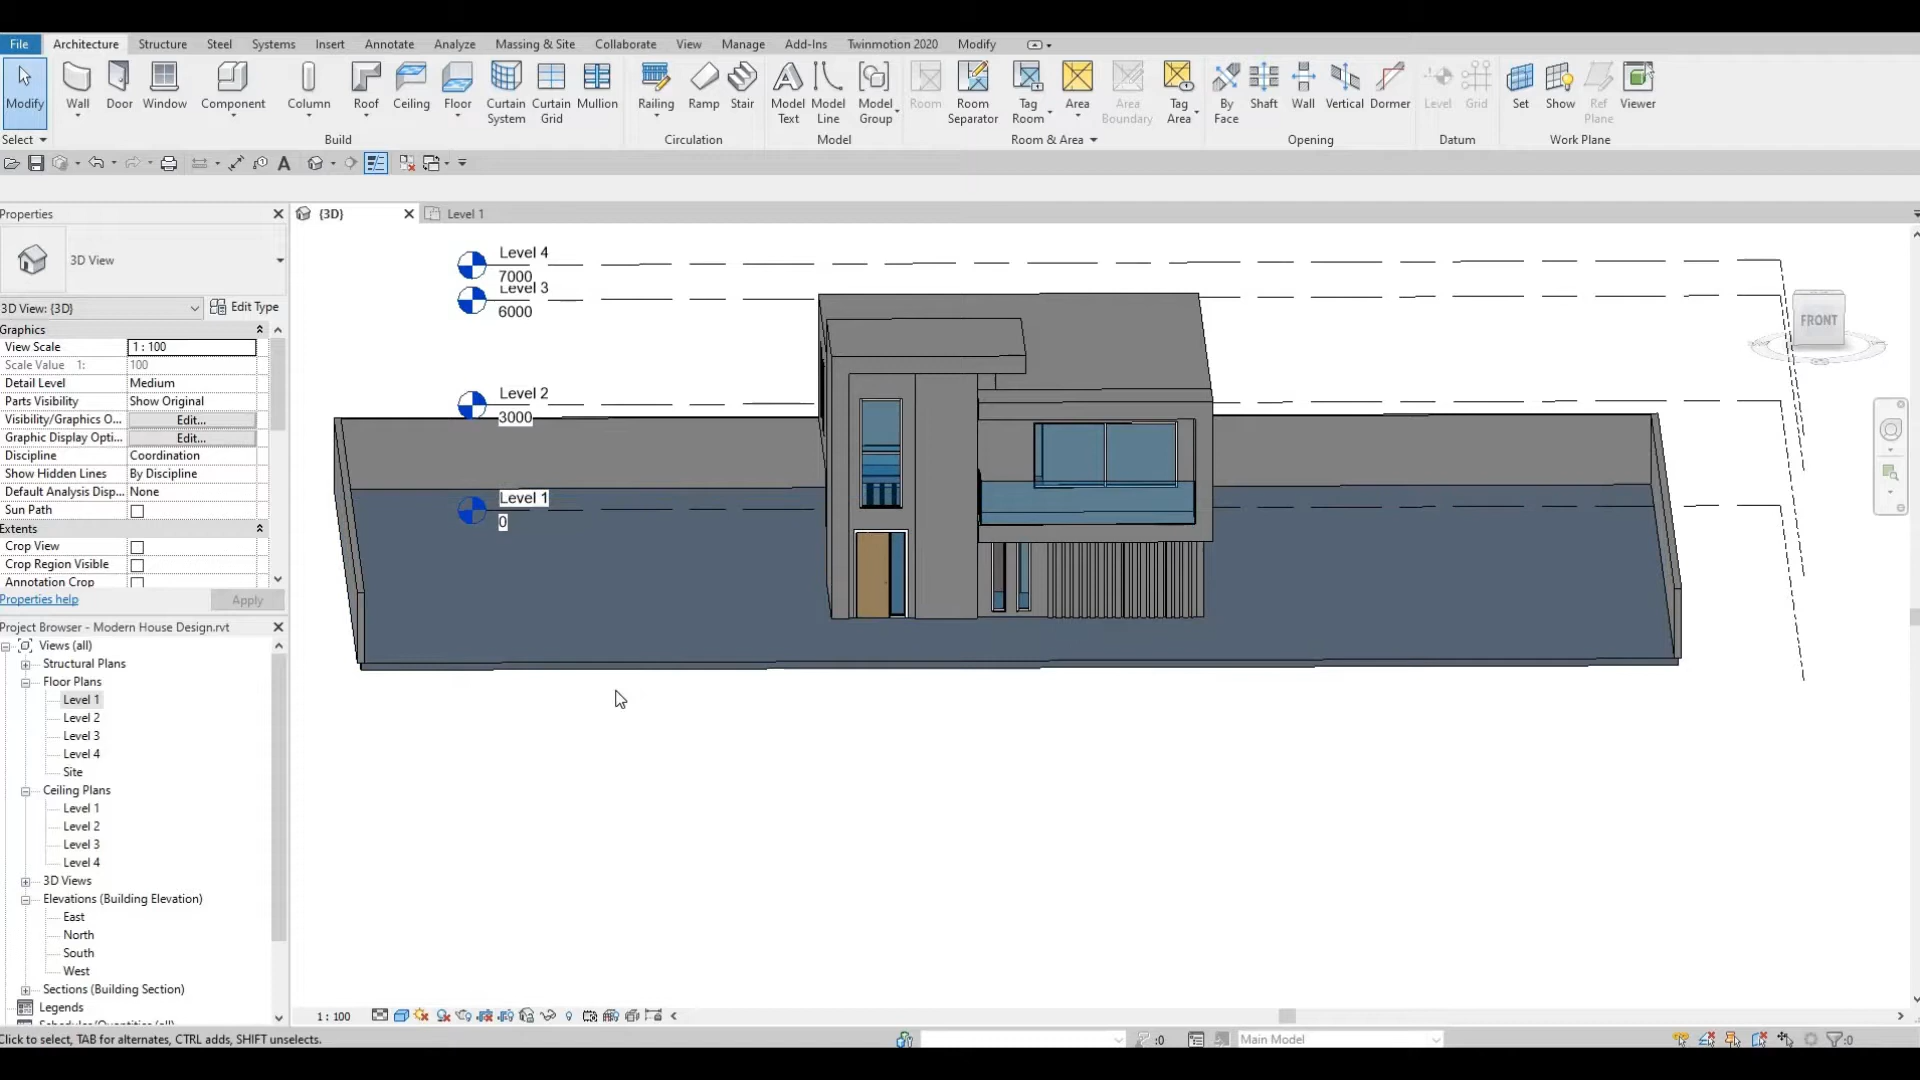 File Architecture Structure Steel Systems Insert Annotate Analyze Massing & Site Collaborate View Manage Add-Ins Twinmotion 2020 Modify
Modify Wall Door Window Component Column Roof Ceiling Floor Curtain System Curtain Grid Mullion Railing Ramp Stair Model Text Model Line Model Group Room Room Separator Tag Room Area Area Boundary Tag Area By Face Shaft Wall Vertical Dormer Level Grid Set Show Ref Plane Viewer
Select Build Circulation Model Room & Area Opening Datum Work Plane
Properties
{3D} Level 1
3D View
3D View: {3D} Edit Type
Graphics
View Scale 1 : 100
Scale Value 1: 100
Detail Level Medium
Parts Visibility Show Original
Visibility/Graphics O... Edit...
Graphic Display Opti... Edit...
Discipline Coordination
Show Hidden Lines By Discipline
Default Analysis Disp... None
Sun Path
Extents
Crop View
Crop Region Visible
Annotation Crop
Properties help Apply
Project Browser - Modern House Design.rvt
Views (all)
Structural Plans
Floor Plans
Level 1
Level 2
Level 3
Level 4
Site
Ceiling Plans
Level 1
Level 2
Level 3
Level 4
3D Views
Elevations (Building Elevation)
East
North
South
West
Sections (Building Section)
Legends
Schedules/Quantities (all)
Level 4
7000
Level 3
6000
Level 2
3000
Level 1
0
FRONT
1 : 100
Click to select, TAB for alternates, CTRL adds, SHIFT unselects.
:0
Main Model
:0